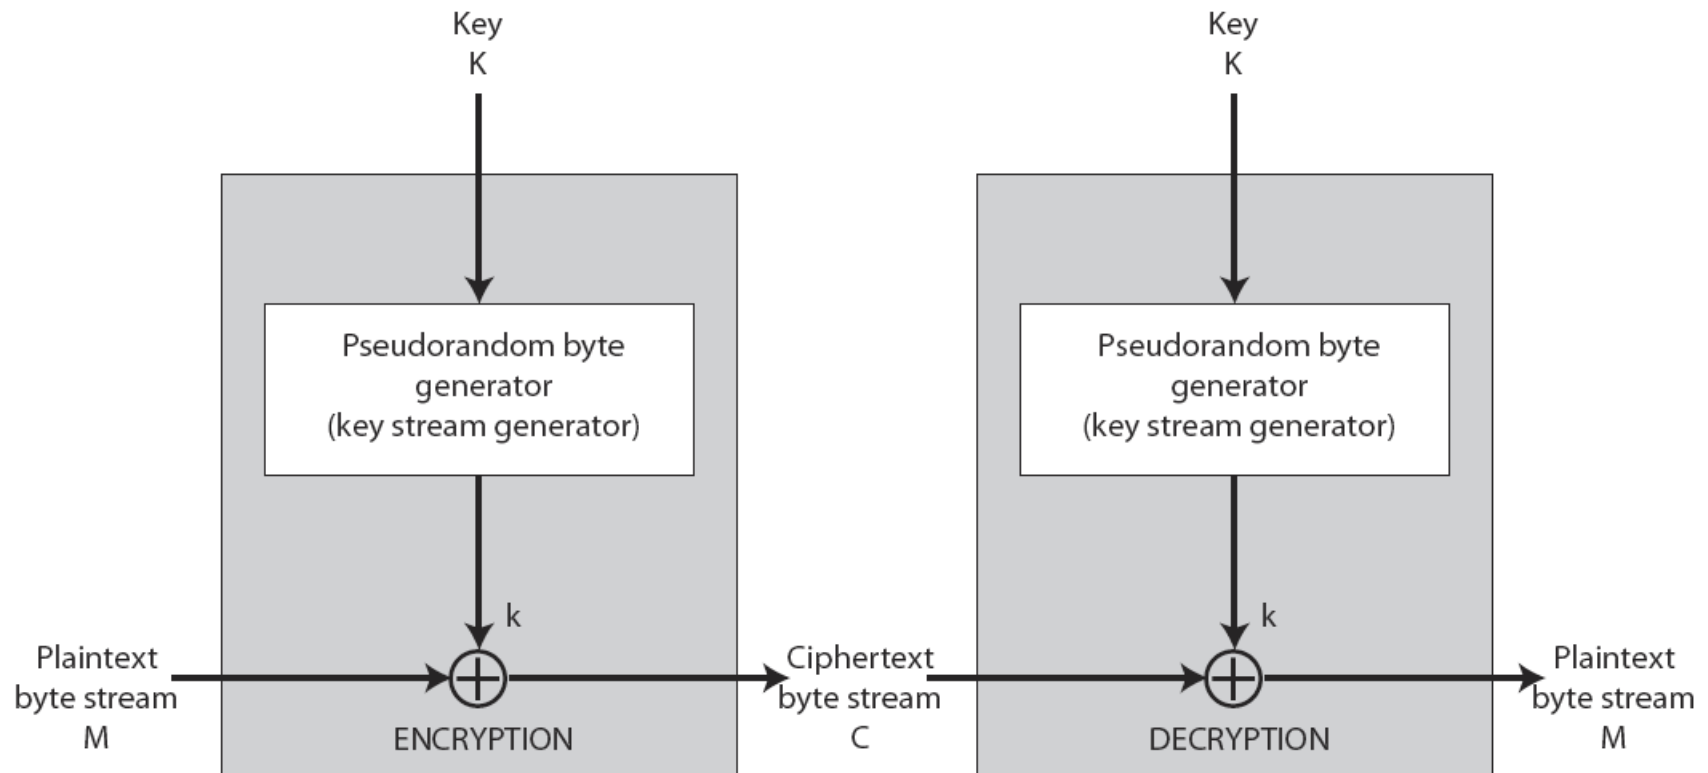 Key
K
Key
K
Pseudorandom byte
generator
(key stream generator)
Pseudorandom byte
generator
(key stream generator)
k
k
Plaintext
byte stream
M
ENCRYPTION
Ciphertext
byte stream
C
DECRYPTION
Plaintext
byte stream
M